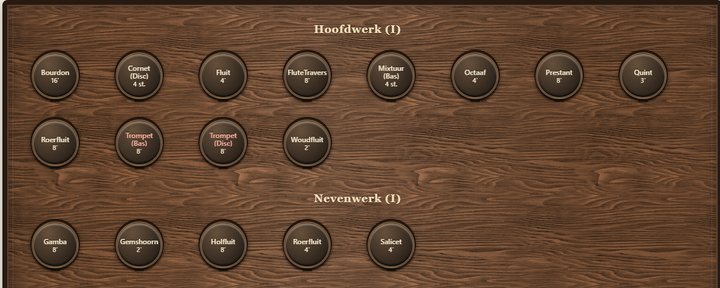 Hoofdwerk (I)
Bourdon
16'
Cornet
(Disc)
4 st.
Fluit
4'
FluteTravers
8'
Mixtuur
(Bas)
4 st.
Octaaf
4'
Prestant
8'
Quint
3'
Roerfluit
8'
Trompet
(Bas)
8'
Trompet
(Disc)
8'
Woudfluit
2'
Nevenwerk (I)
Gamba
8'
Gemshoorn
2'
Holfluit
8'
Roerfluit
4'
Salicet
4'